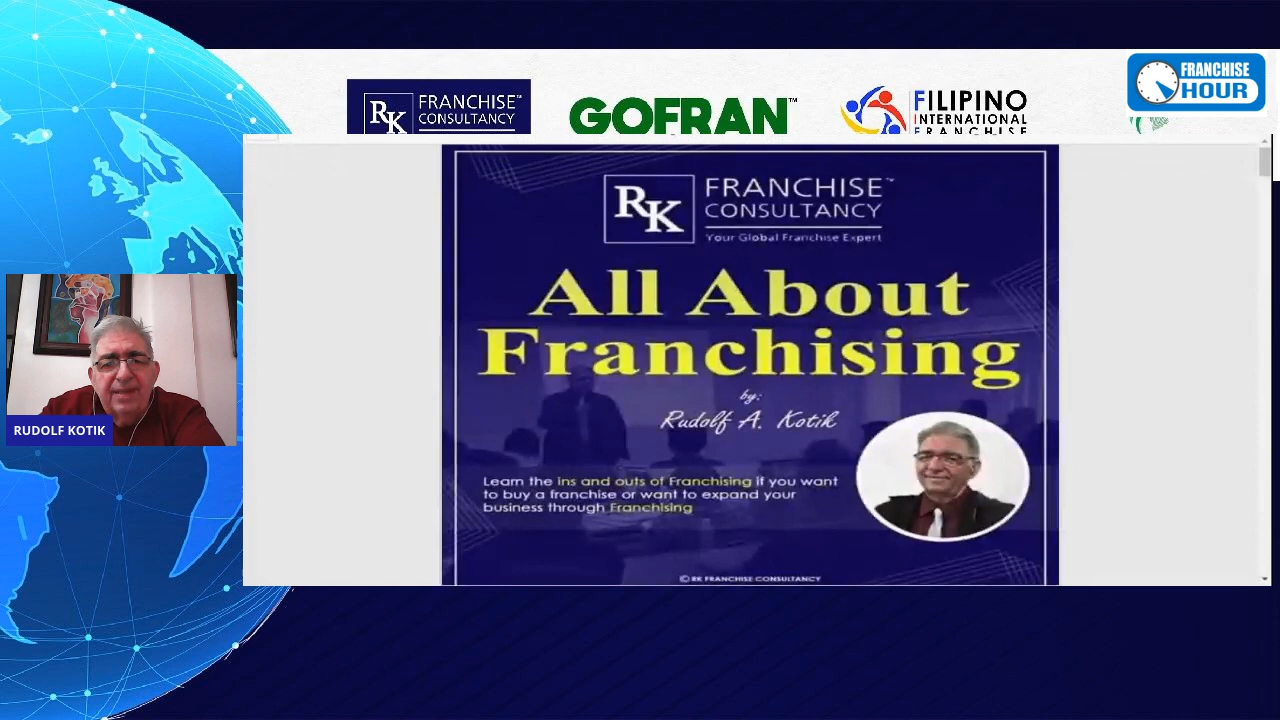 RK FRANCHISE™
CONSULTANCY
GOFRAN™
FILIPINO
INTERNATIONAL
FRANCHISE
FRANCHISE
HOUR
RK FRANCHISE™
CONSULTANCY
Your Global Franchise Expert
All About
Franchising
by:
Rudolf A. Kotik
Learn the ins and outs of Franchising if you want
to buy a franchise or want to expand your
business through Franchising
© RK FRANCHISE CONSULTANCY
RUDOLF KOTIK